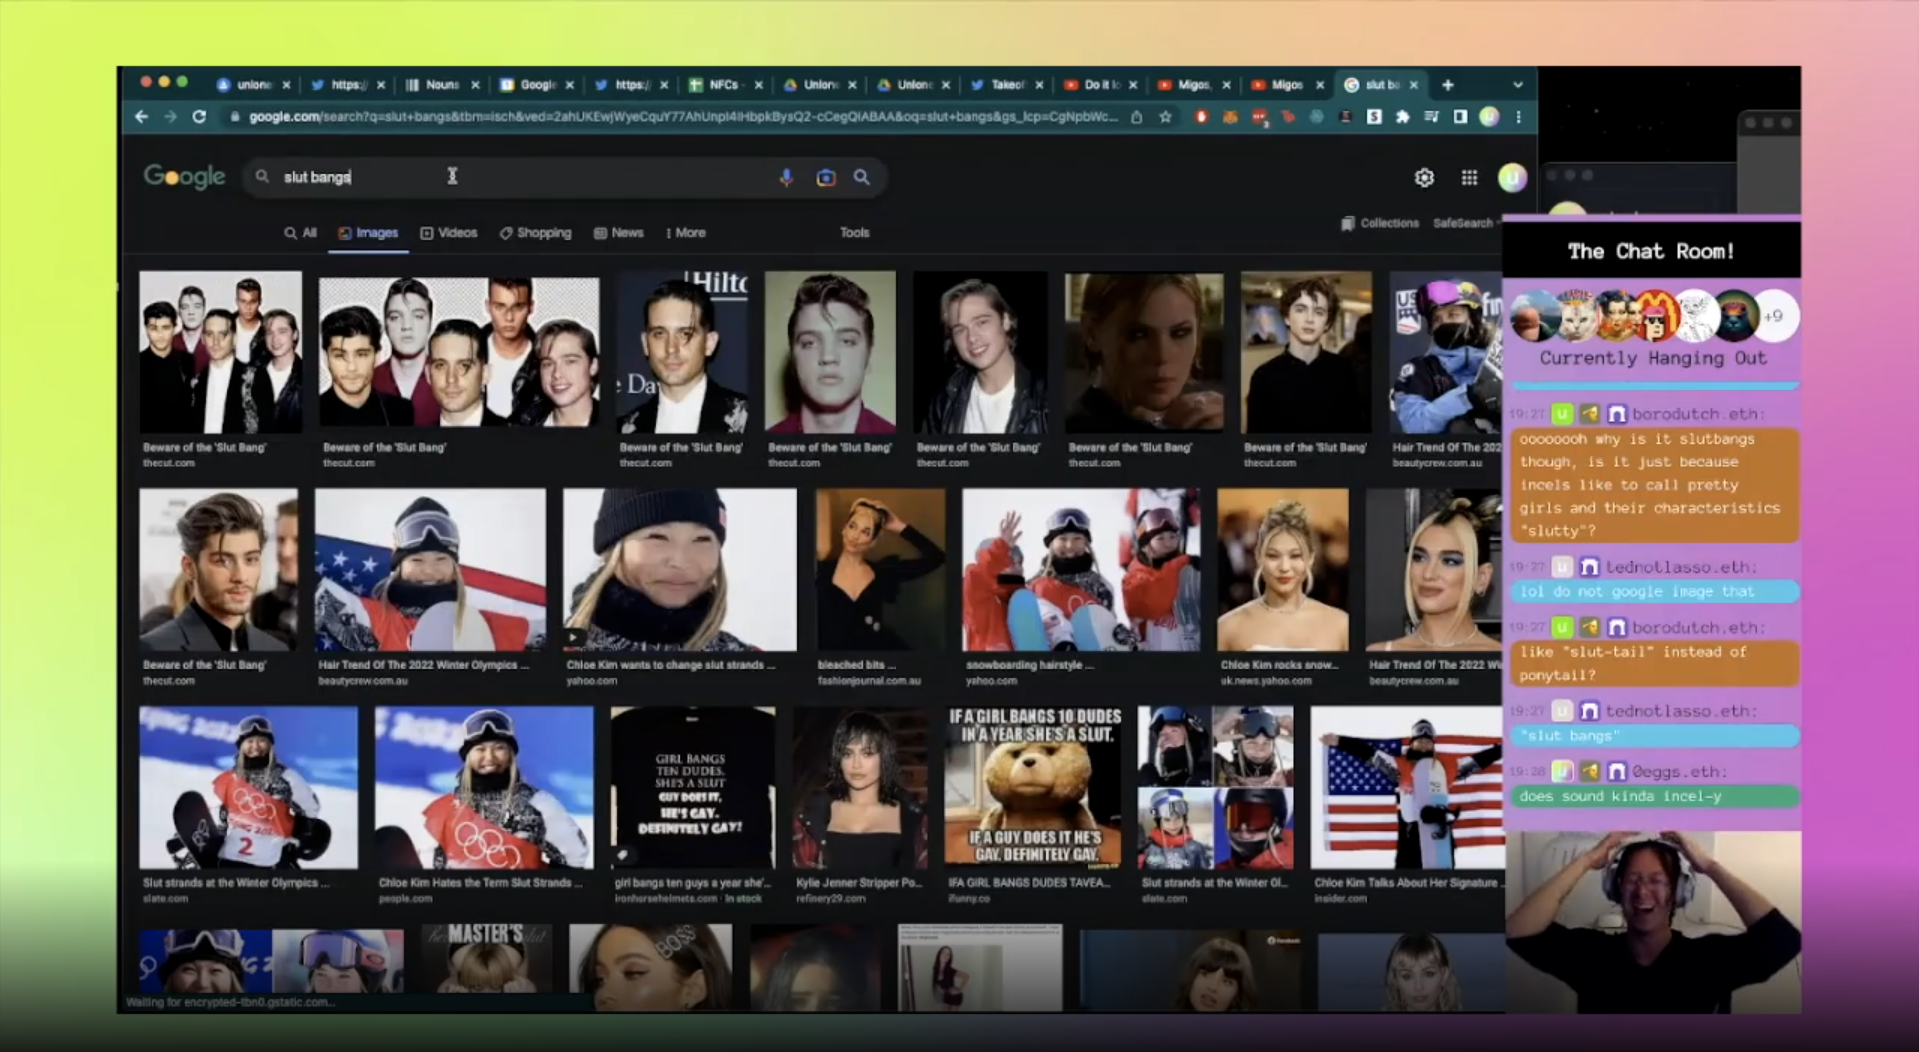 unione
https:/
Nouns
Google
https:/
NFCs -
Unlon
Unlone
Takeof
Do it lo
Migos,
Migos
slut ba
google.com/search?q=slut+bangs&tbm=isch&ved=2ahUKEwjWyeCquY77AhUnpI4IHbpkBysQ2-cCegQIABAA&oq=slut+bangs&gs_lcp=CgNpbWc...
Google
slut bangs
All
Images
Videos
Shopping
News
More
Tools
Collections
SafeSearch
Hilto
e Da
US
fin
Beware of the 'Slut Bang'
thecut.com
Beware of the 'Slut Bang'
thecut.com
Beware of the 'Slut Bang'
thecut.com
Beware of the 'Slut Bang'
thecut.com
Beware of the 'Slut Bang'
thecut.com
Beware of the 'Slut Bang'
thecut.com
Beware of the 'Slut Bang'
thecut.com
Hair Trend Of The 2022
beautycrew.com.au
Beware of the 'Slut Bang'
thecut.com
Hair Trend Of The 2022 Winter Olympics ...
beautycrew.com.au
Chloe Kim wants to change slut strands ...
yahoo.com
bleached bits ...
fashionjournal.com.au
snowboarding hairstyle ...
yahoo.com
Chloe Kim rocks snow...
uk.news.yahoo.com
Hair Trend Of The 2022 Wi
beautycrew.com.au
2
GIRL BANGS
TEN DUDES.
SHE'S A SLUT
GUY DOES IT,
HE'S GAY.
DEFINITELY GAY!
IF A GIRL BANGS 10 DUDES
IN A YEAR SHE'S A SLUT.
IF A GUY DOES IT HE'S
GAY. DEFINITELY GAY.
Slut strands at the Winter Olympics ...
slate.com
Chloe Kim Hates the Term Slut Strands ...
people.com
girl bangs ten guys a year she'...
ironhorsehelmets.com · In stock
Kylie Jenner Stripper Po...
refinery29.com
IFA GIRL BANGS DUDES TAVEA...
ifunny.co
Slut strands at the Winter Ol...
slate.com
Chloe Kim Talks About Her Signature ...
insider.com
MASTER'S
BOSS
Waiting for encrypted-tbn0.gstatic.com...
The Chat Room!
+9
Currently Hanging Out
19:27 borodutch.eth:
oooooooh why is it slutbangs
though, is it just because
incels like to call pretty
girls and their characteristics
"slutty"?
19:27 tednotlasso.eth:
lol do not google image that
19:27 borodutch.eth:
like "slut-tail" instead of
ponytail?
19:27 tednotlasso.eth:
"slut bangs"
19:28 0eggs.eth:
does sound kinda incel-y